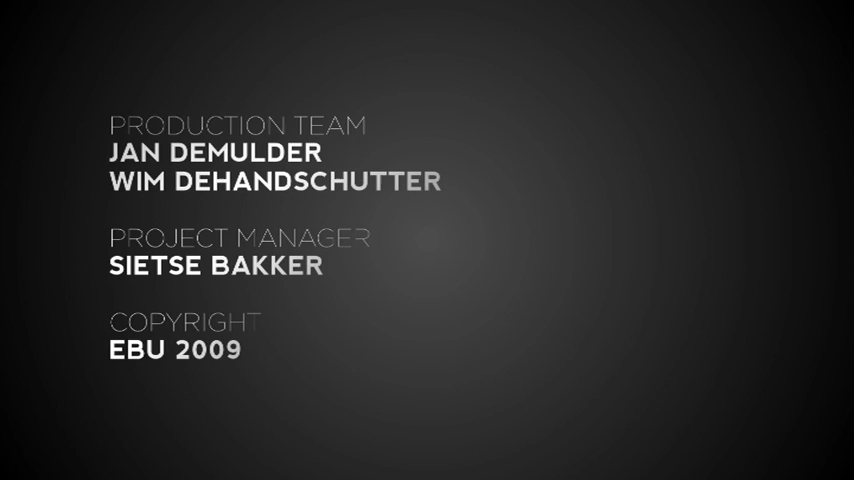 PRODUCTION TEAM
JAN DEMULDER
WIM DEHANDSCHUTTER
PROJECT MANAGER
SIETSE BAKKER
COPYRIGHT
EBU 2009